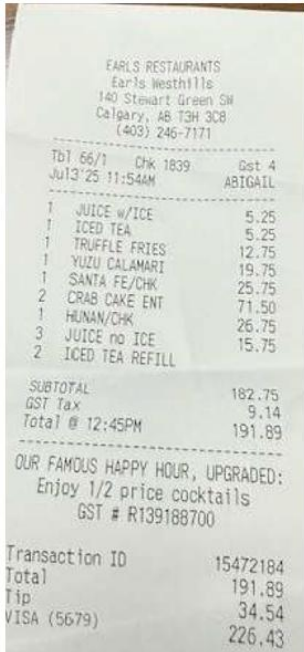 EARLS RESTAURANTS
Earls Westhills
140 Stewart Green SW
Calgary, AB T3H 3C8
(403) 246-7171
Tbl 66/1 Chk 1839 Gst 4
Jul3'25 11:54AM ABIGAIL
1 JUICE w/ICE 5.25
1 ICED TEA 5.25
1 TRUFFLE FRIES 12.75
1 YUZU CALAMARI 19.75
1 SANTA FE/CHK 25.75
2 CRAB CAKE ENT 71.50
1 HUNAN/CHK 26.75
3 JUICE no ICE 15.75
2 ICED TEA REFILL
SUBTOTAL 182.75
GST Tax 9.14
Total @ 12:45PM 191.89
OUR FAMOUS HAPPY HOUR, UPGRADED:
Enjoy 1/2 price cocktails
GST # R139188700
Transaction ID 15472184
Total 191.89
Tip 34.54
VISA (5679) 226.43